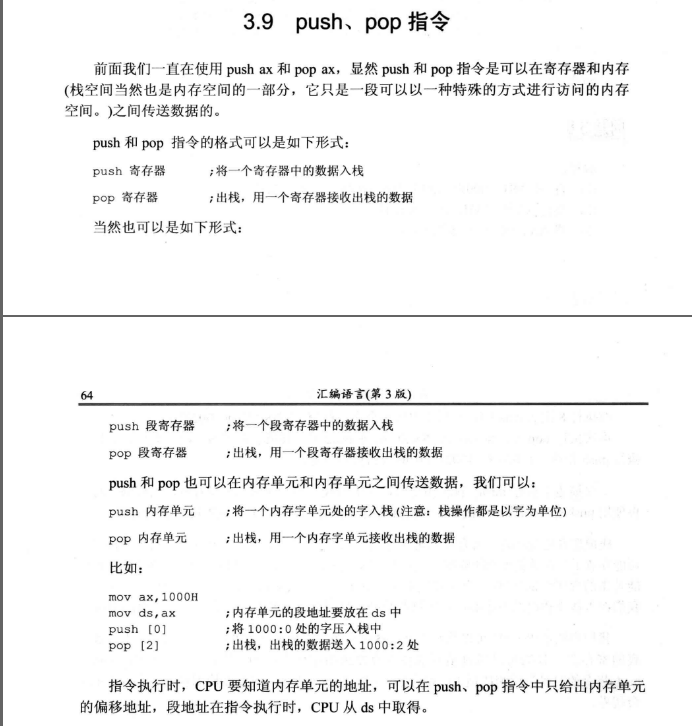 3.9 push、pop 指令
前面我们一直在使用 push ax 和 pop ax，显然 push 和 pop 指令是可以在寄存器和内存
(栈空间当然也是内存空间的一部分，它只是一段可以以一种特殊的方式进行访问的内存
空间。)之间传送数据的。
push 和 pop 指令的格式可以是如下形式：
push 寄存器 ;将一个寄存器中的数据入栈
pop 寄存器 ;出栈，用一个寄存器接收出栈的数据
当然也可以是如下形式：
64 汇编语言(第 3 版)
push 段寄存器 ;将一个段寄存器中的数据入栈
pop 段寄存器 ;出栈，用一个段寄存器接收出栈的数据
push 和 pop 也可以在内存单元和内存单元之间传送数据，我们可以：
push 内存单元 ;将一个内存字单元处的字入栈(注意：栈操作都是以字为单位)
pop 内存单元 ;出栈，用一个内存字单元接收出栈的数据
比如：
mov ax,1000H
mov ds,ax ;内存单元的段地址要放在 ds 中
push [0] ;将 1000:0 处的字压入栈中
pop [2] ;出栈，出栈的数据送入 1000:2 处
指令执行时，CPU 要知道内存单元的地址，可以在 push、pop 指令中只给出内存单元
的偏移地址，段地址在指令执行时，CPU 从 ds 中取得。